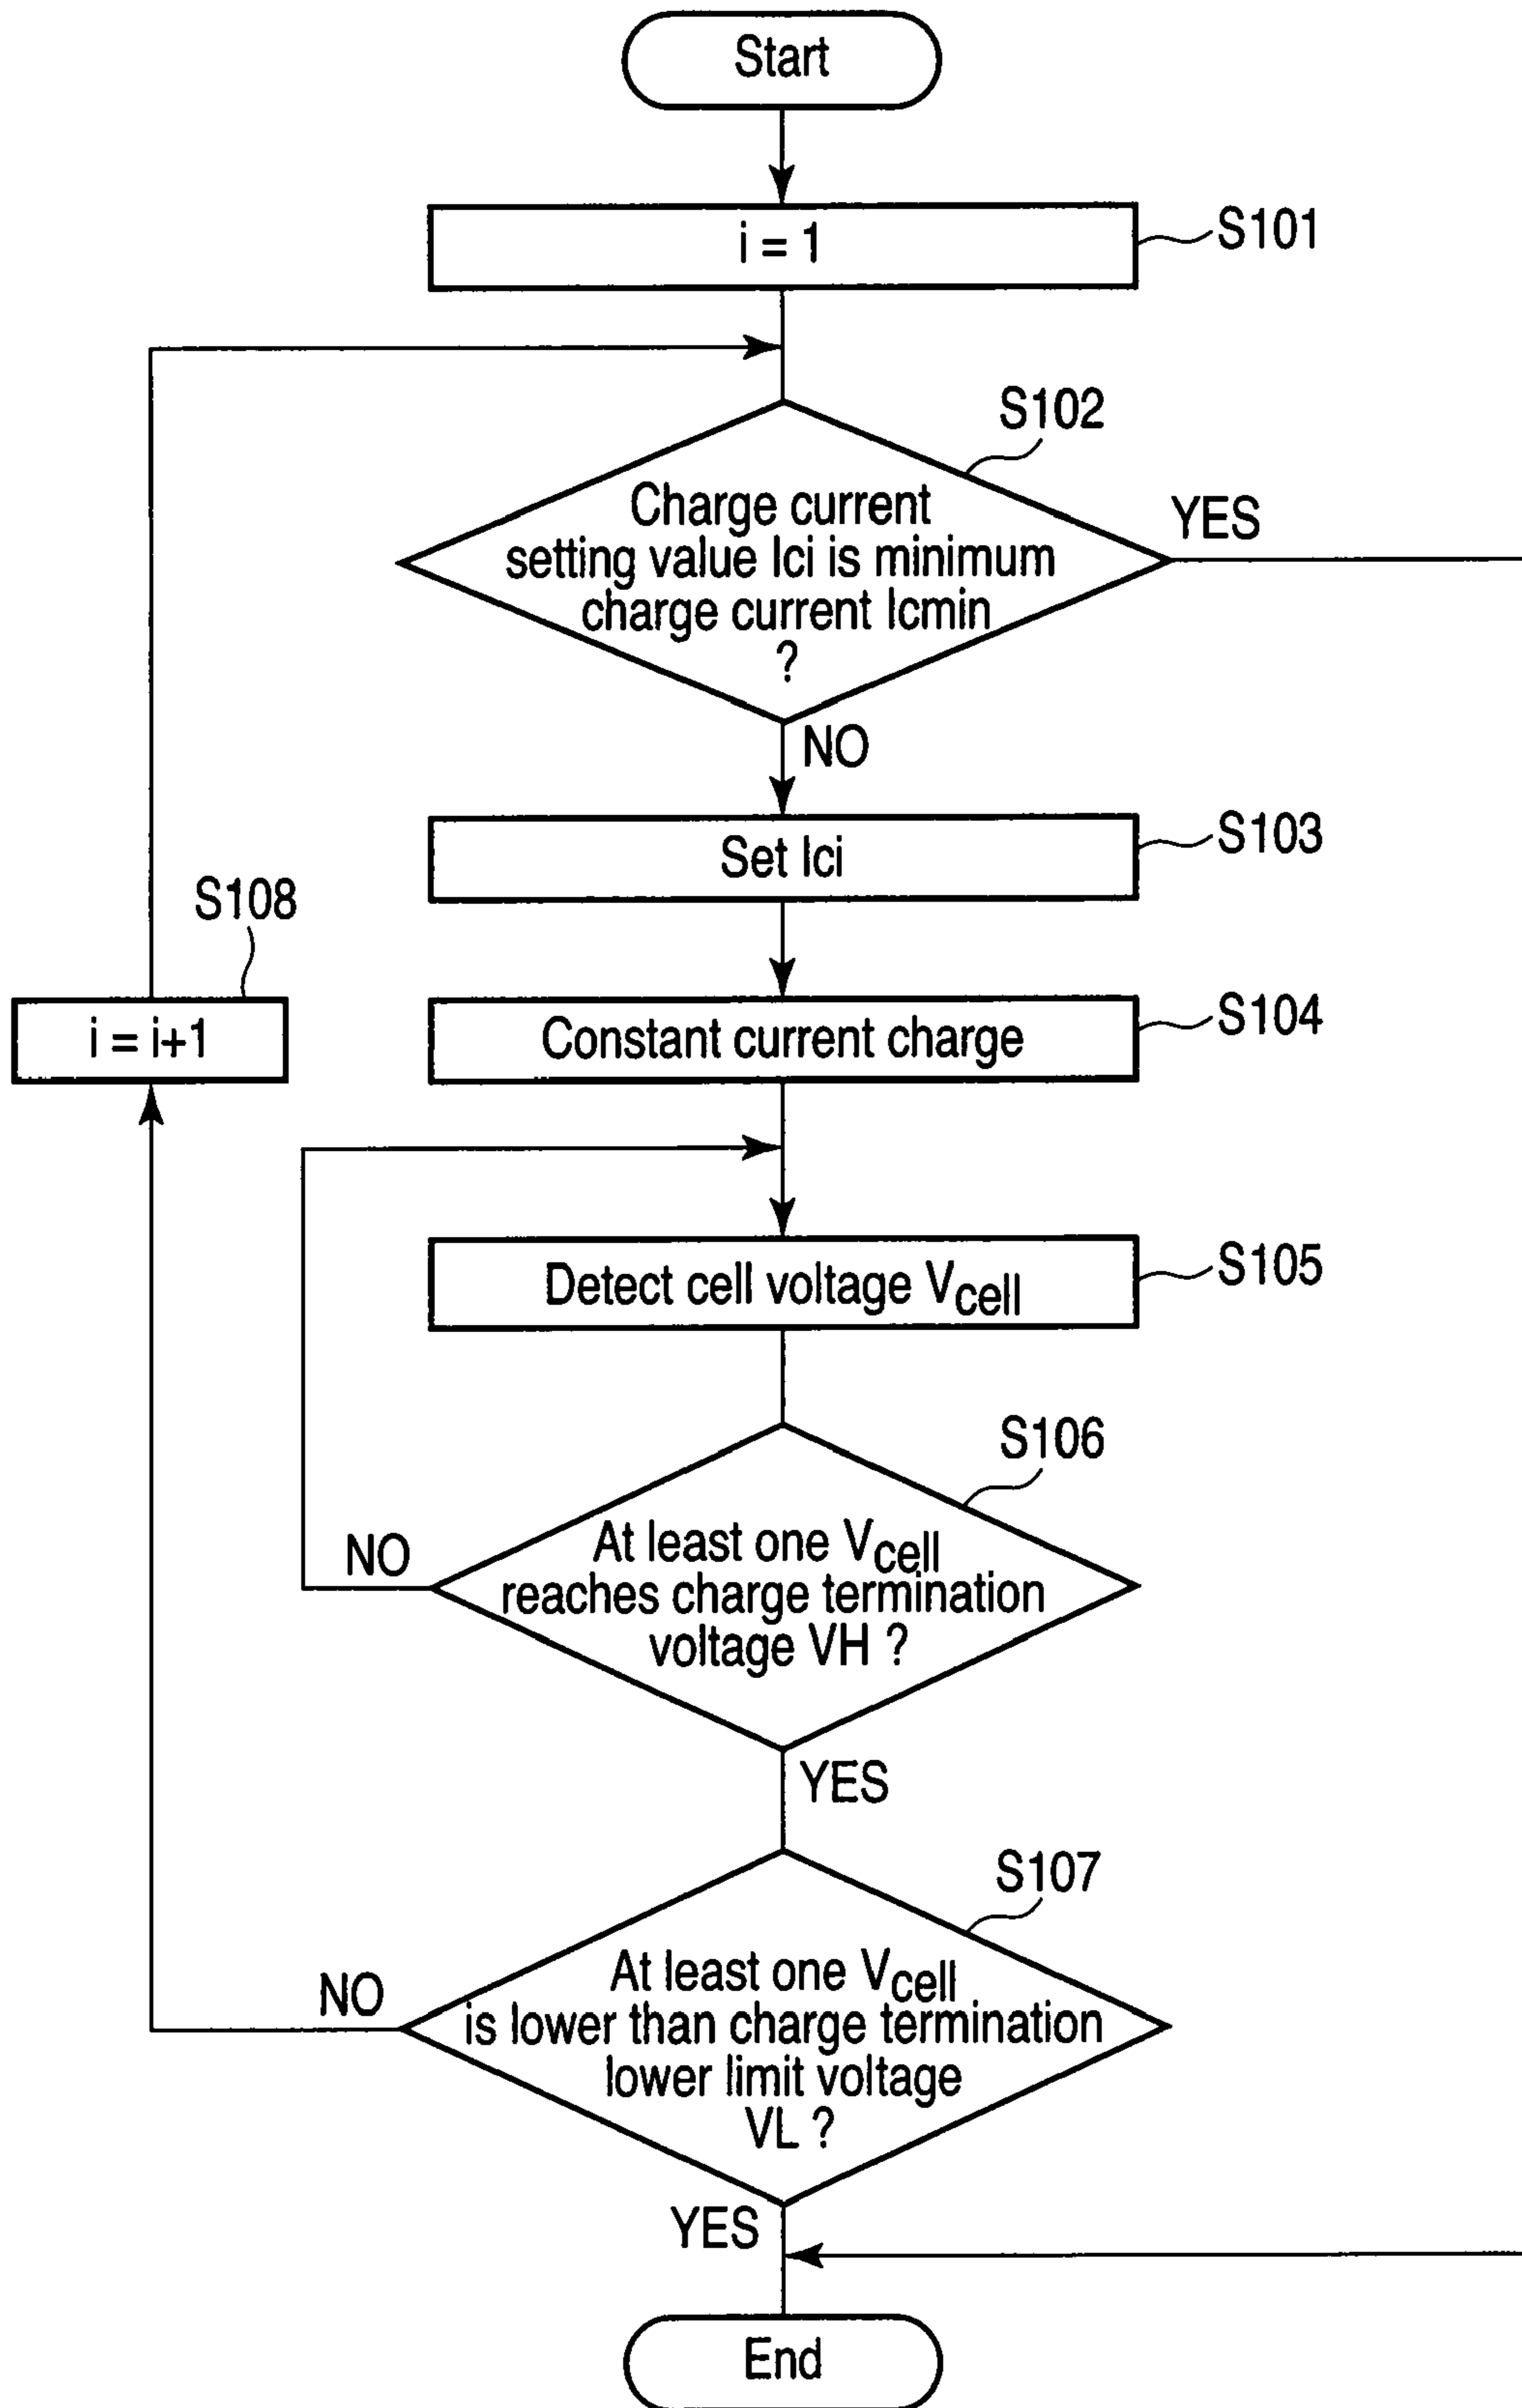 Start
i = 1
S101
S102
Charge current
setting value Ici is minimum
charge current Icmin
?
YES
NO
Set Ici
S103
S108
i = i+1
Constant current charge
S104
Detect cell voltage Vcell
S105
S106
At least one Vcell
reaches charge termination
voltage VH ?
NO
YES
S107
At least one Vcell
is lower than charge termination
lower limit voltage
VL ?
NO
YES
End